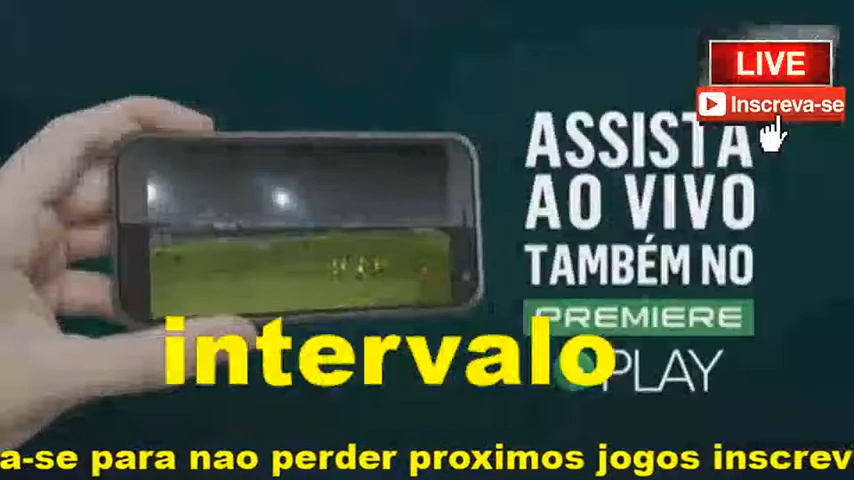 LIVE
Inscreva-se
ASSISTA
AO VIVO
TAMBÉM NO
PREMIERE
PLAY
intervalo
a-se para nao perder proximos jogos inscrev